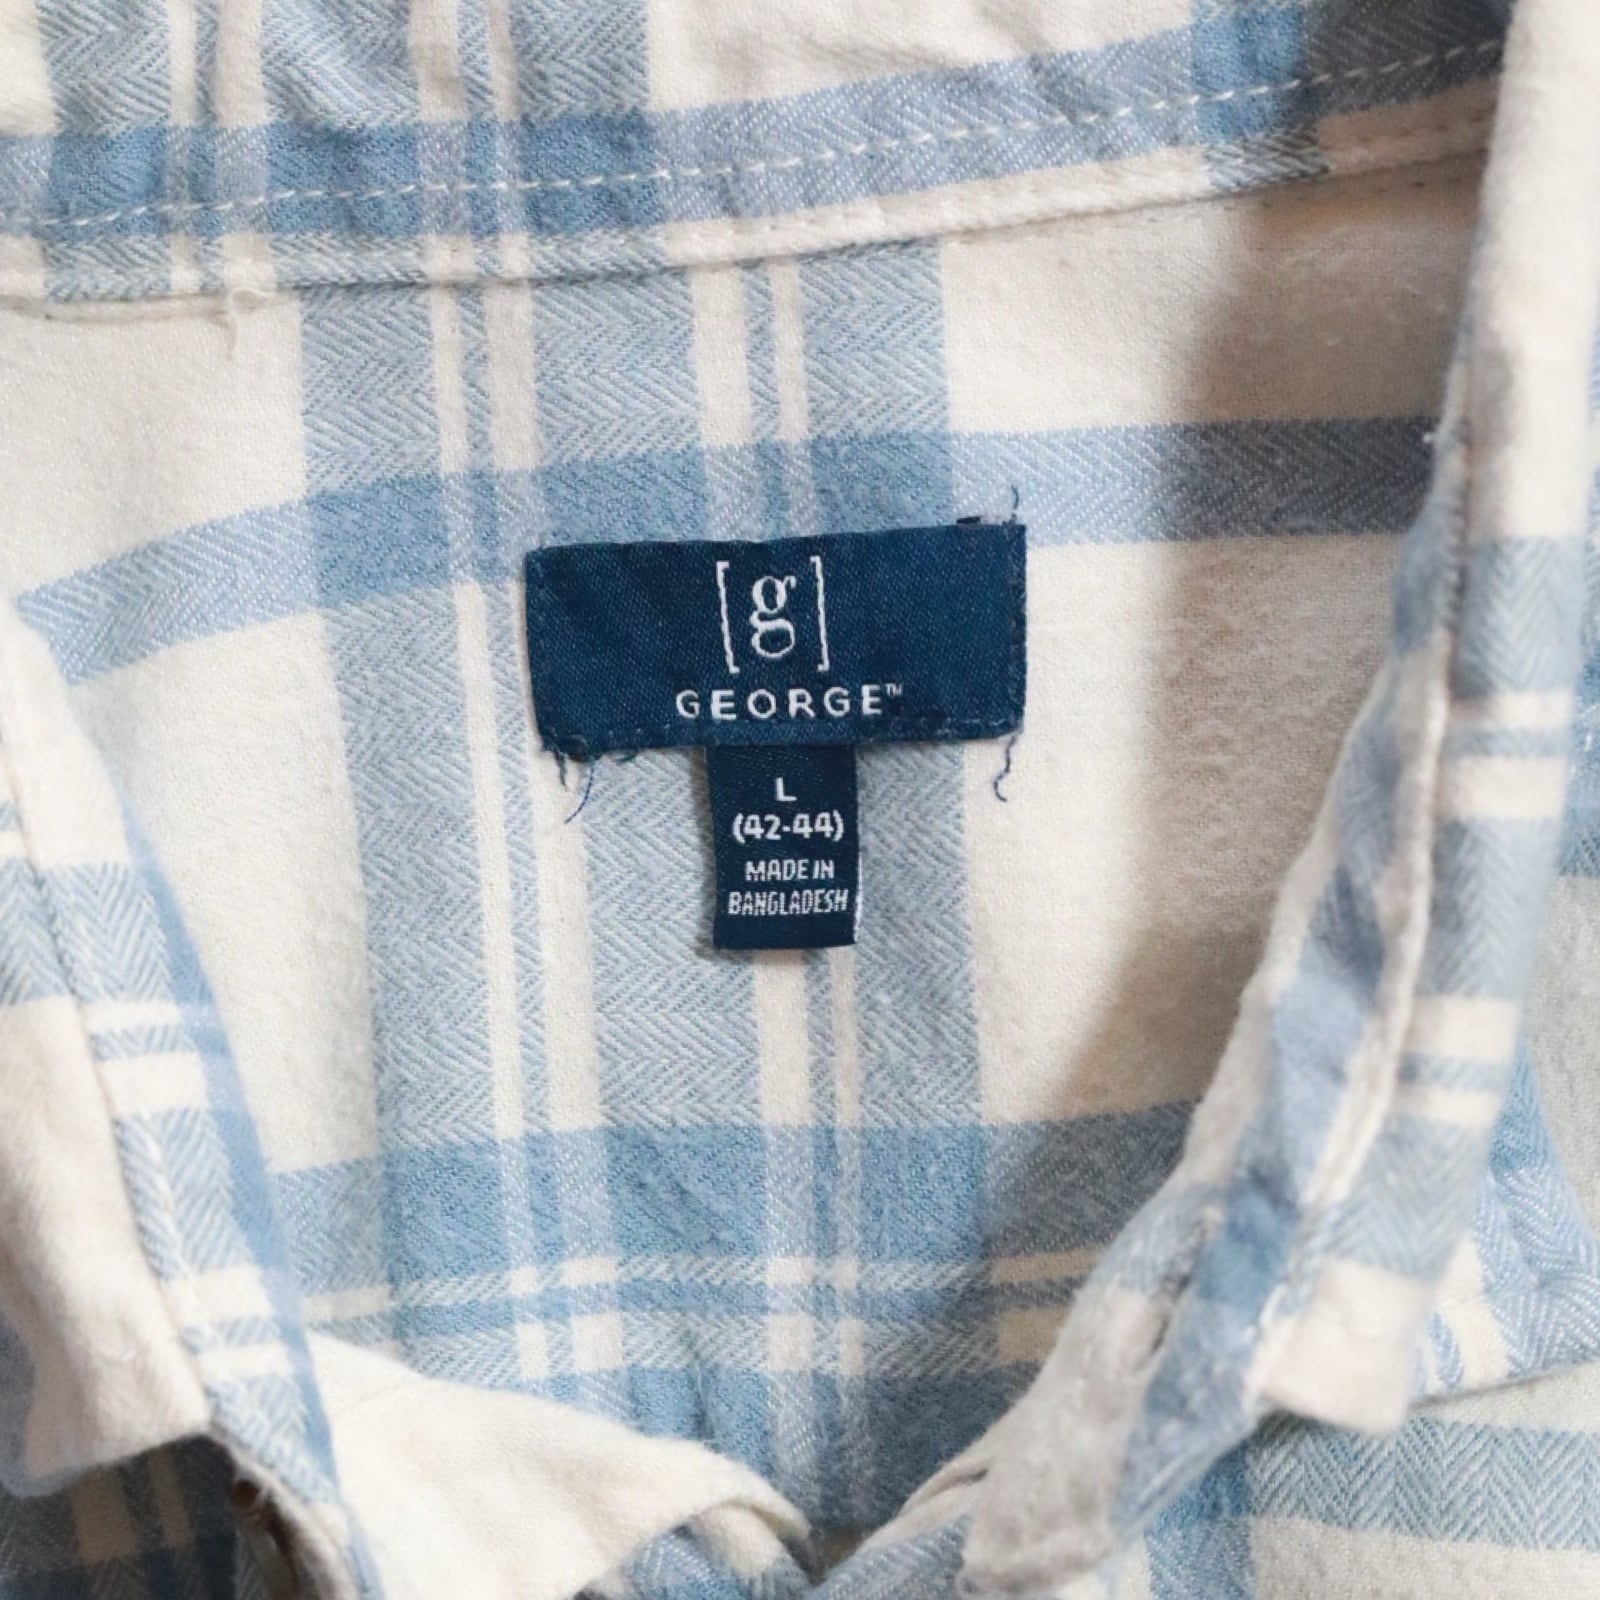 [g]
GEORGE™
L
(42-44)
MADE IN
BANGLADESH